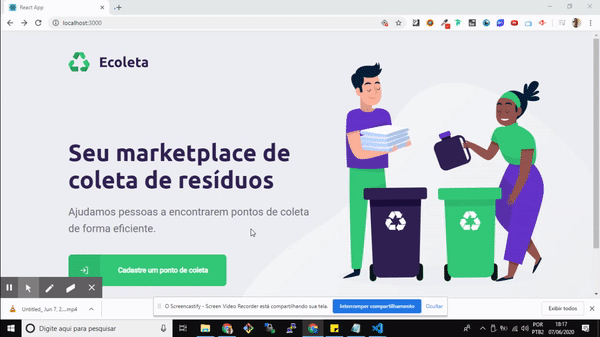 React App
localhost:3000
Ecoleta
Seu marketplace de
coleta de resíduos
Ajudamos pessoas a encontrarem pontos de coleta
de forma eficiente.
Cadastre um ponto de coleta
Untitled_ Jun 7, 2....mp4
O Screencastify - Screen Video Recorder está compartilhando sua tela.
Interromper compartilhamento
Ocultar
Exibir todos
Digite aqui para pesquisar
POR
PTB2
18:17
07/06/2020